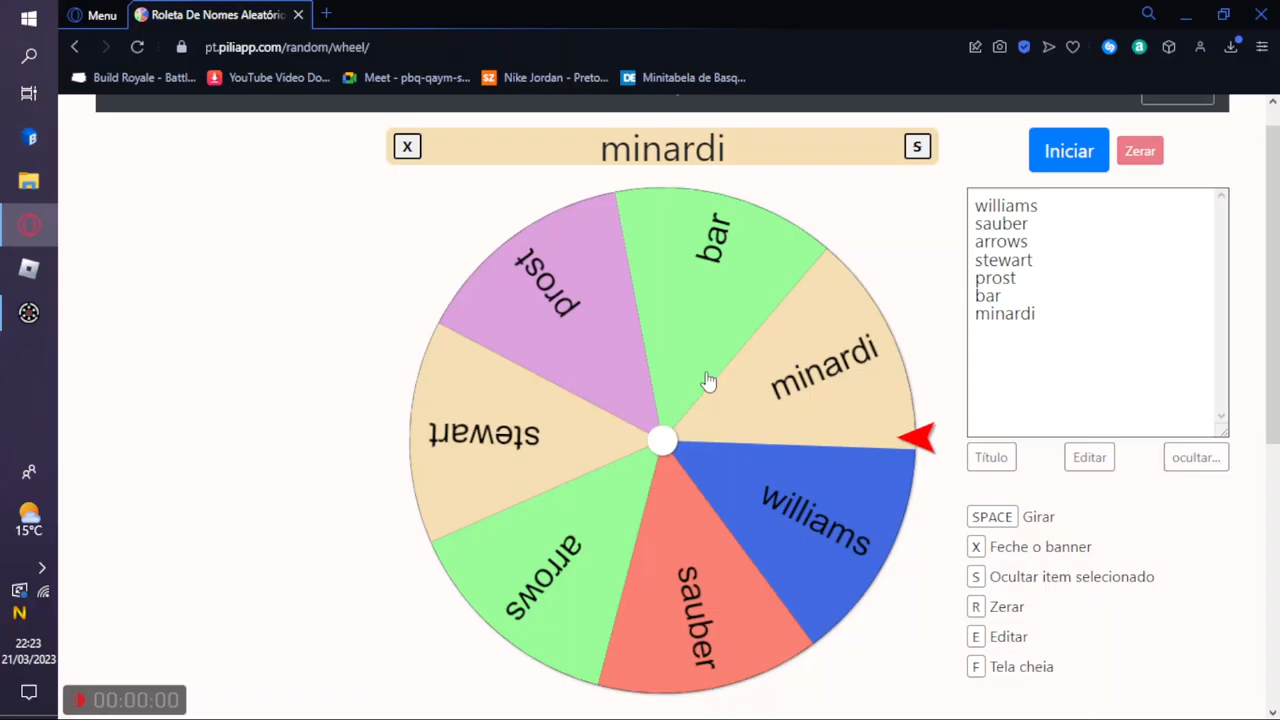 Menu
Roleta De Nomes Aleatório
pt.piliapp.com/random/wheel/
Build Royale - Battl...
YouTube Video Do...
Meet - pbq-qaym-s...
SZ
Nike Jordan - Preto...
DE
Minitabela de Basq...
X
minardi
S
Iniciar
Zerar
williams
sauber
arrows
stewart
prost
bar
minardi
bar
prost
minardi
stewart
williams
arrows
sauber
Título
Editar
ocultar...
SPACE Girar
X Feche o banner
S Ocultar item selecionado
R Zerar
E Editar
F Tela cheia
15°C
N
22:23
21/03/2023
00:00:00